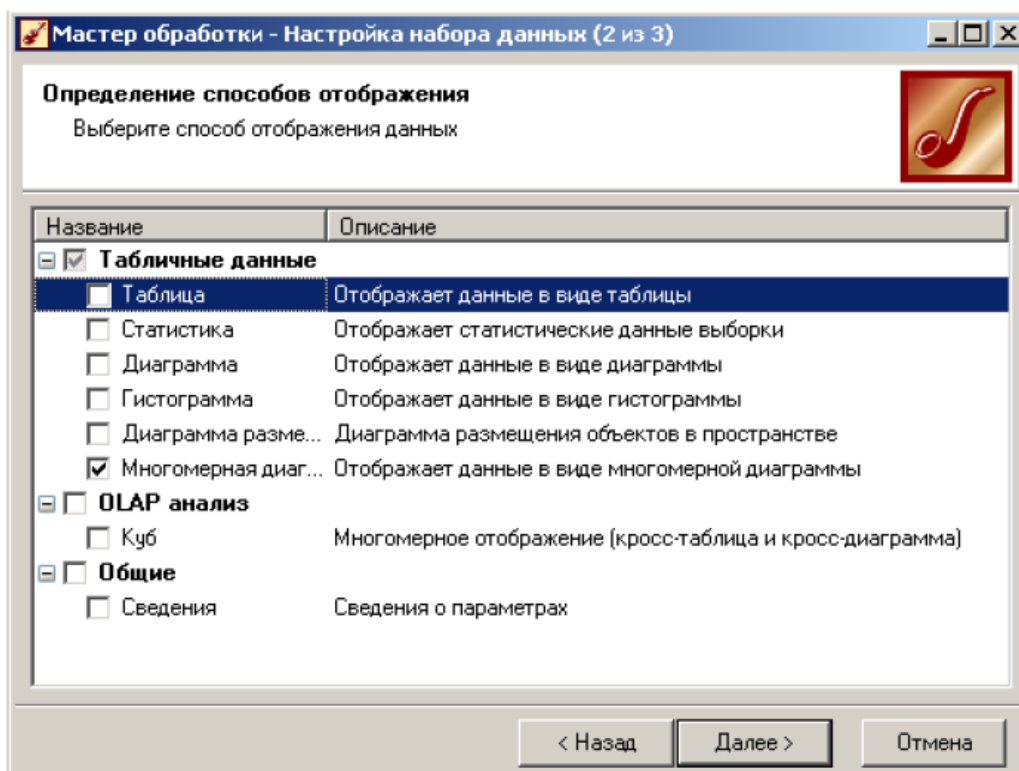 Мастер обработки - Настройка набора данных (2 из 3)
Определение способов отображения
Выберите способ отображения данных
Название Описание
Табличные данные
Таблица Отображает данные в виде таблицы
Статистика Отображает статистические данные выборки
Диаграмма Отображает данные в виде диаграммы
Гистограмма Отображает данные в виде гистограммы
Диаграмма разме... Диаграмма размещения объектов в пространстве
Многомерная диаг... Отображает данные в виде многомерной диаграммы
OLAP анализ
Куб Многомерное отображение (кросс-таблица и кросс-диаграмма)
Общие
Сведения Сведения о параметрах
< Назад Далее > Отмена